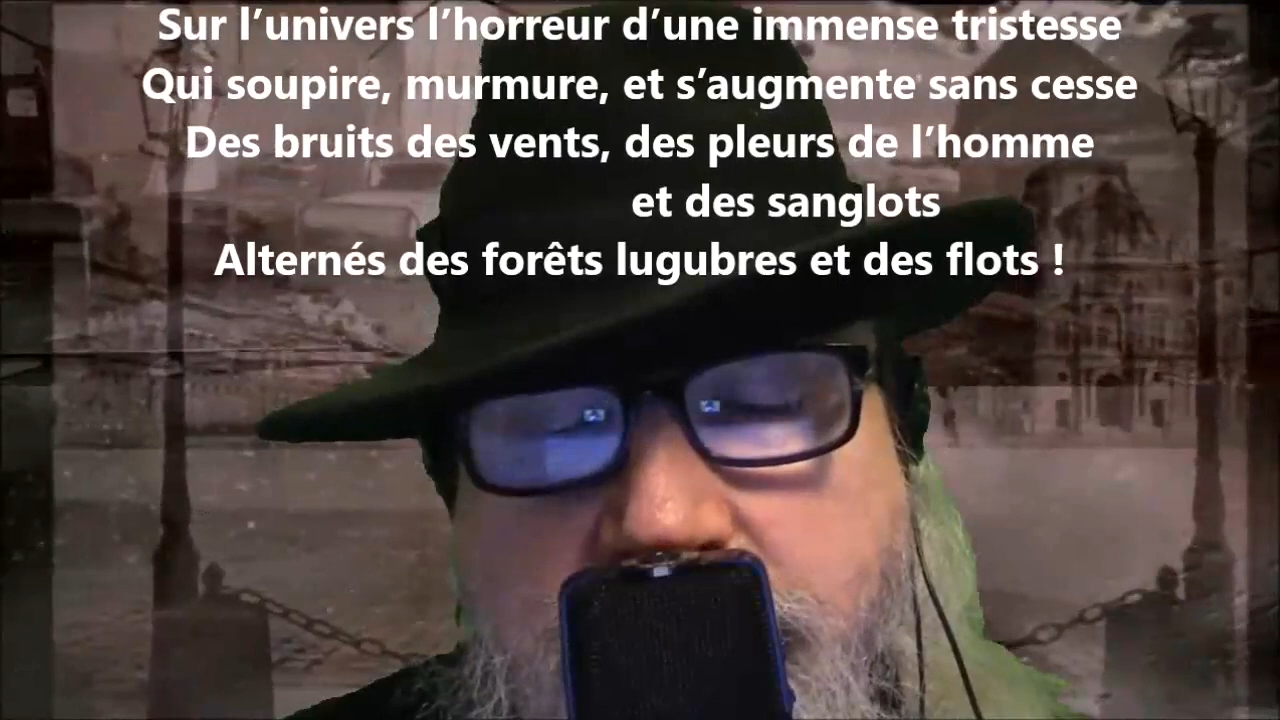 Sur l’univers l’horreur d’une immense tristesse
Qui soupire, murmure, et s’augmente sans cesse
Des bruits des vents, des pleurs de l’homme
et des sanglots
Alternés des forêts lugubres et des flots !